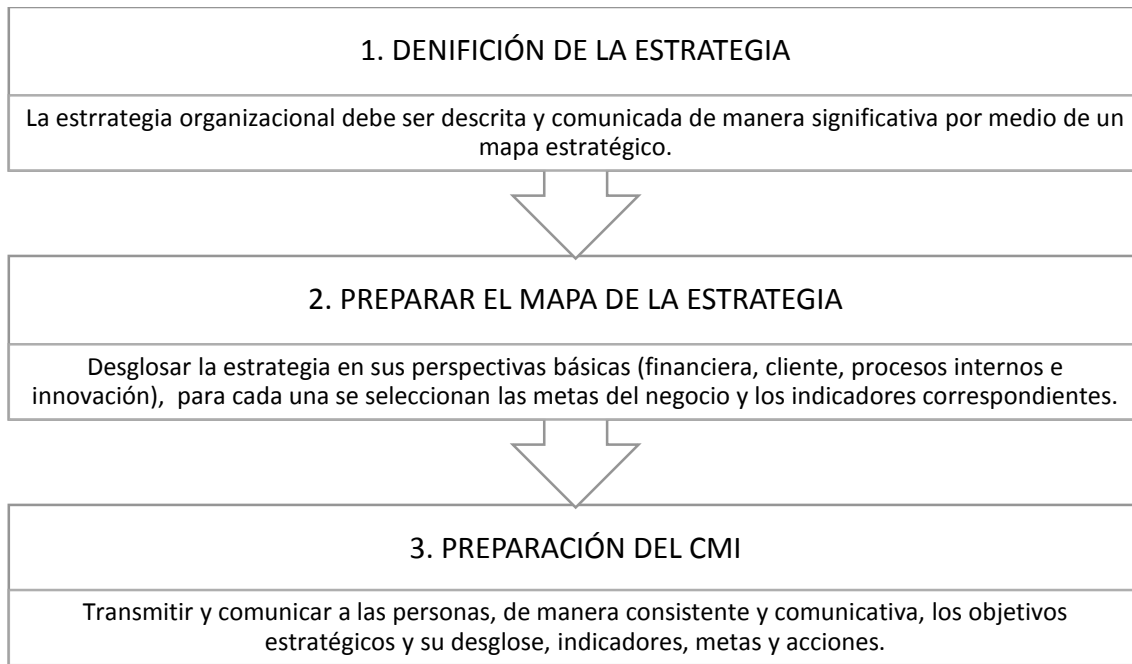 1. DENIFICIÓN DE LA ESTRATEGIA
La estrrategia organizacional debe ser descrita y comunicada de manera significativa por medio de un
mapa estratégico.
2. PREPARAR EL MAPA DE LA ESTRATEGIA
Desglosar la estrategia en sus perspectivas básicas (financiera, cliente, procesos internos e
innovación),  para cada una se seleccionan las metas del negocio y los indicadores correspondientes.
3. PREPARACIÓN DEL CMI
Transmitir y comunicar a las personas, de manera consistente y comunicativa, los objetivos
estratégicos y su desglose, indicadores, metas y acciones.